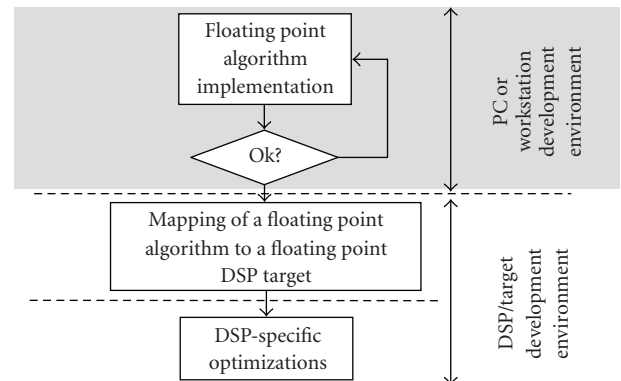 Floating point
algorithm
implementation
Ok?
Mapping of a floating point
algorithm to a floating point
DSP target
DSP-specific
optimizations
PC or
workstation
development
environment
DSP/target
development
environment